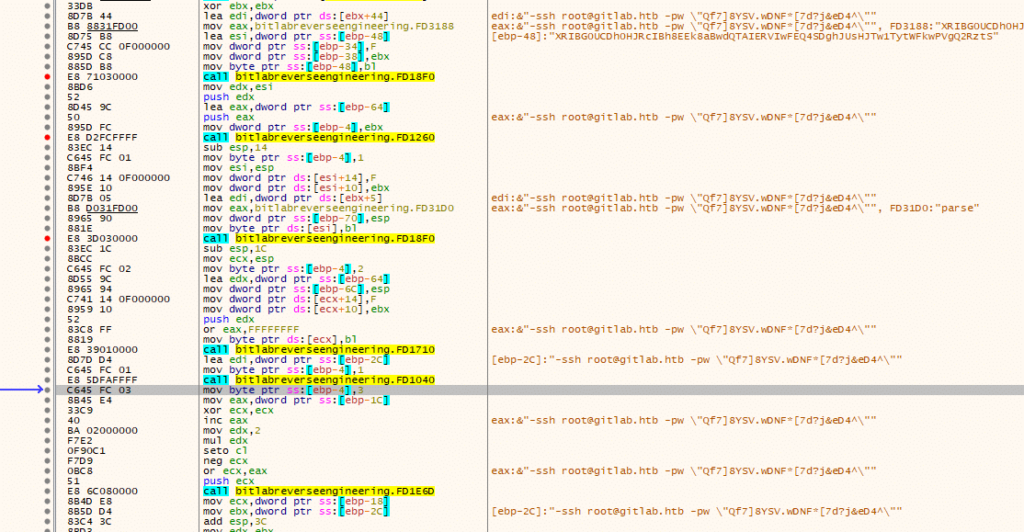 33DB xor ebx,ebx
8D7B 44 lea edi,dword ptr ds:[ebx+44] edi:&"-ssh root@gitlab.htb -pw \"Qf7]8YSV.wDNF*[7d?j&eD4^\""
B8 8831FD00 mov eax,bitlabreverseengineering.FD3188 eax:&"-ssh root@gitlab.htb -pw \"Qf7]8YSV.wDNF*[7d?j&eD4^\"", FD3188:"XRIBG0UCDh0HJ
8D75 B8 lea esi,dword ptr ss:[ebp-48] [ebp-48]:"XRIBG0UCDh0HJRcIBh8EEk8aBwdQTAIERVIwFEQ4SDghJUsHJTw1TytWFkwPVgQ2RztS"
C745 CC 0F000000 mov dword ptr ss:[ebp-34],F
895D C8 mov dword ptr ss:[ebp-38],ebx
885D B8 mov byte ptr ss:[ebp-48],bl
E8 71030000 call bitlabreverseengineering.FD18F0
8BD6 mov edx,esi
52 push edx
8D45 9C lea eax,dword ptr ss:[ebp-64]
50 push eax eax:&"-ssh root@gitlab.htb -pw \"Qf7]8YSV.wDNF*[7d?j&eD4^\""
895D FC mov dword ptr ss:[ebp-4],ebx
E8 D2FCFFFF call bitlabreverseengineering.FD1260
83EC 14 sub esp,14
C645 FC 01 mov byte ptr ss:[ebp-4],1
8BF4 mov esi,esp
C746 14 0F000000 mov dword ptr ds:[esi+14],F
895E 10 mov dword ptr ds:[esi+10],ebx
8D7B 05 lea edi,dword ptr ds:[ebx+5] edi:&"-ssh root@gitlab.htb -pw \"Qf7]8YSV.wDNF*[7d?j&eD4^\""
B8 D031FD00 mov eax,bitlabreverseengineering.FD31D0 eax:&"-ssh root@gitlab.htb -pw \"Qf7]8YSV.wDNF*[7d?j&eD4^\"", FD31D0:"parse"
8965 90 mov dword ptr ss:[ebp-70],esp
881E mov byte ptr ds:[esi],bl
E8 3D030000 call bitlabreverseengineering.FD18F0
83EC 1C sub esp,1C
8BCC mov ecx,esp
C645 FC 02 mov byte ptr ss:[ebp-4],2
8D55 9C lea edx,dword ptr ss:[ebp-64]
8965 94 mov dword ptr ss:[ebp-6C],esp
C741 14 0F000000 mov dword ptr ds:[ecx+14],F
8959 10 mov dword ptr ds:[ecx+10],ebx
52 push edx
83C8 FF or eax,FFFFFFFF eax:&"-ssh root@gitlab.htb -pw \"Qf7]8YSV.wDNF*[7d?j&eD4^\""
8819 mov byte ptr ds:[ecx],bl
E8 39010000 call bitlabreverseengineering.FD1710
8D7D D4 lea edi,dword ptr ss:[ebp-2C] [ebp-2C]:"-ssh root@gitlab.htb -pw \"Qf7]8YSV.wDNF*[7d?j&eD4^\""
C645 FC 01 mov byte ptr ss:[ebp-4],1
E8 5DFAFFFF call bitlabreverseengineering.FD1040
C645 FC 03 mov byte ptr ss:[ebp-4],3
8B45 E4 mov eax,dword ptr ss:[ebp-1C]
33C9 xor ecx,ecx
40 inc eax eax:&"-ssh root@gitlab.htb -pw \"Qf7]8YSV.wDNF*[7d?j&eD4^\""
BA 02000000 mov edx,2
F7E2 mul edx
0F90C1 seto cl
F7D9 neg ecx
0BC8 or ecx,eax eax:&"-ssh root@gitlab.htb -pw \"Qf7]8YSV.wDNF*[7d?j&eD4^\""
51 push ecx
E8 6C080000 call bitlabreverseengineering.FD1E6D
8B4D E8 mov ecx,dword ptr ss:[ebp-18]
8B5D D4 mov ebx,dword ptr ss:[ebp-2C] [ebp-2C]:"-ssh root@gitlab.htb -pw \"Qf7]8YSV.wDNF*[7d?j&eD4^\""
83C4 3C add esp,3C